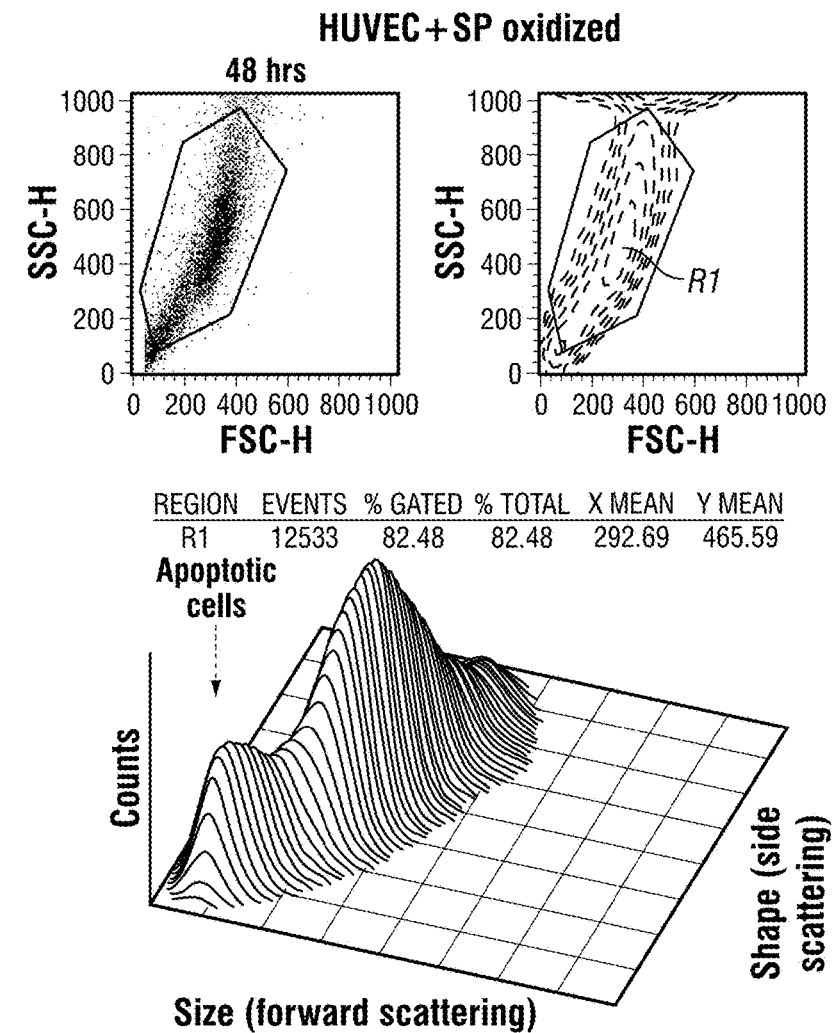 HUVEC+SP oxidized
48 hrs
1000
800
600
400
200
0
SSC-H
0 200 400 600 800 1000
FSC-H
1000
800
600
400
200
0
SSC-H
R1
0 200 400 600 800 1000
FSC-H
REGION EVENTS % GATED % TOTAL X MEAN Y MEAN
R1 12533 82.48 82.48 292.69 465.59
Apoptotic
cells
Counts
Shape (side
scattering)
Size (forward scattering)